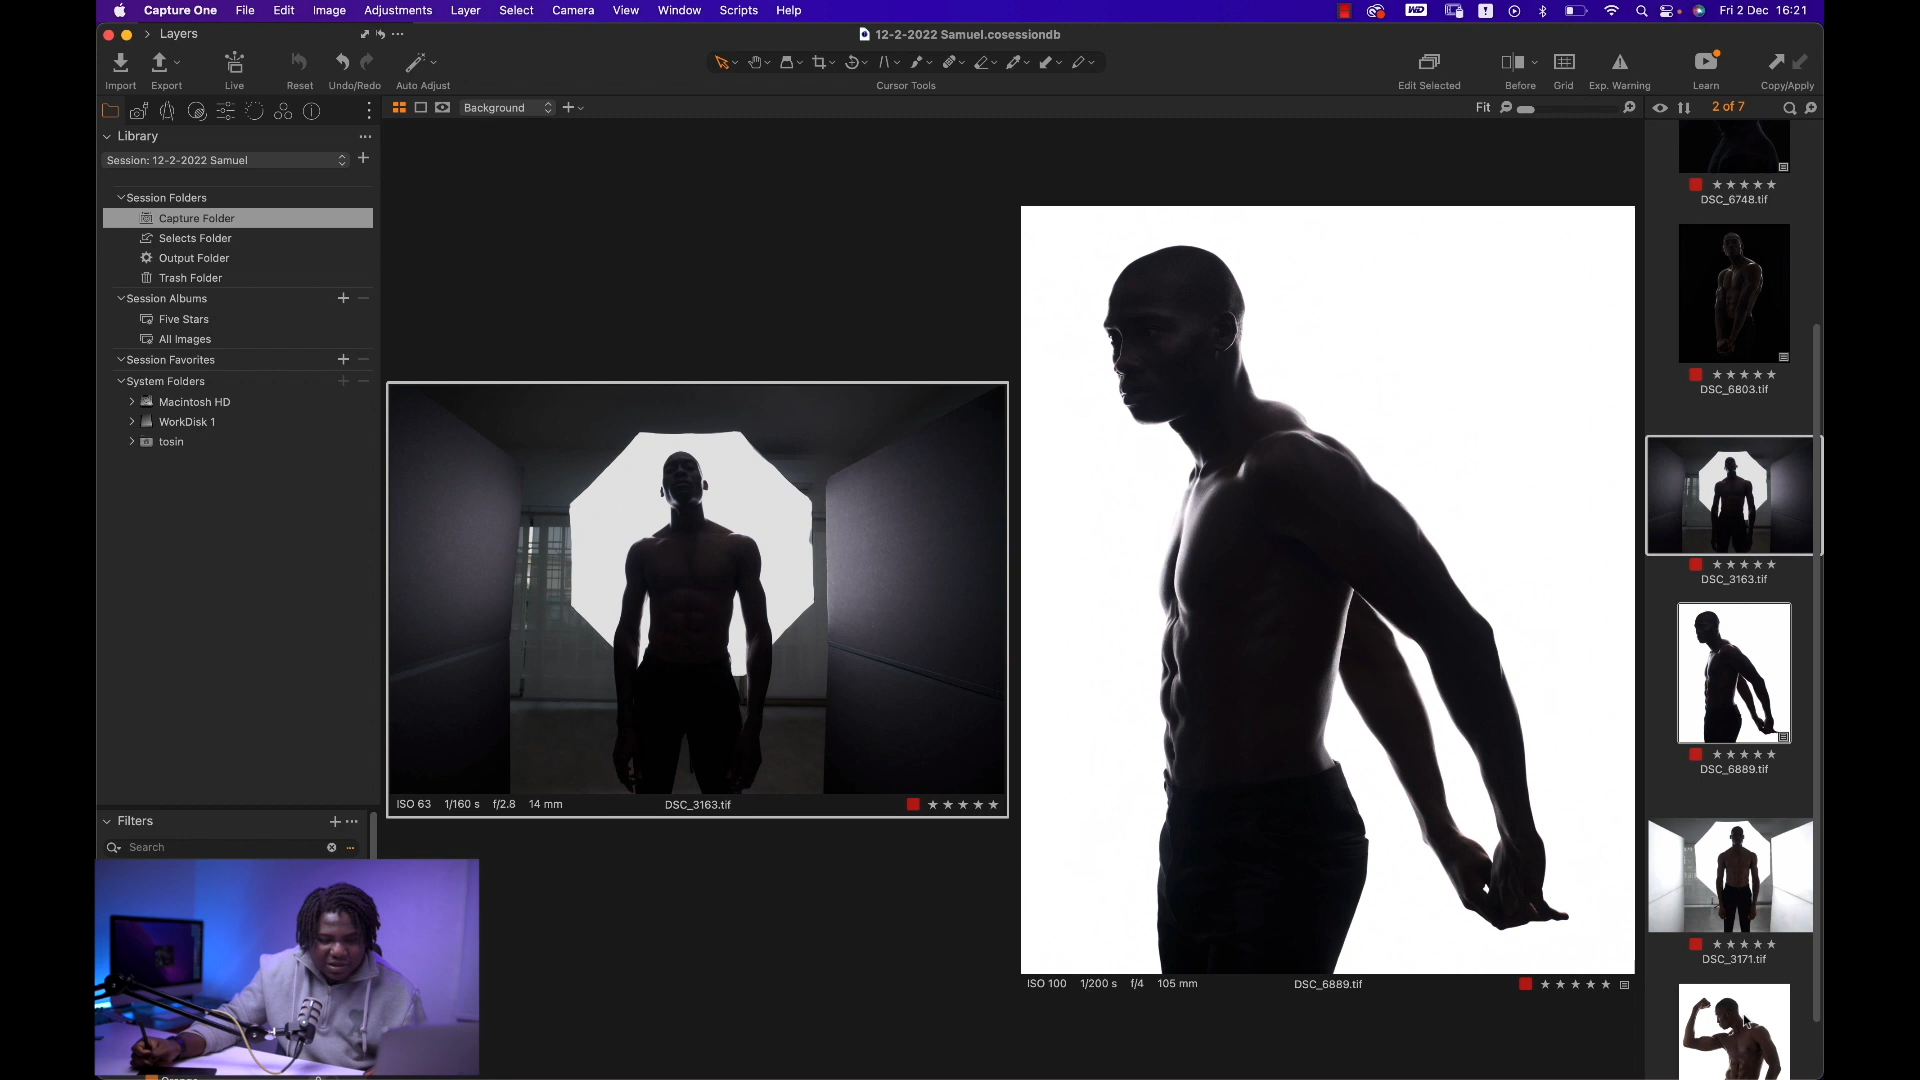 Capture One File Edit Image Adjustments Layer Select Camera View Window Scripts Help
WD Fri 2 Dec 16:21
Layers
12-2-2022 Samuel.cosessiondb
Import Export Live Reset Undo/Redo Auto Adjust
Cursor Tools
Edit Selected Before Grid Exp. Warning Learn Copy/Apply
Background
Fit
2 of 7
Library
Session: 12-2-2022 Samuel
Session Folders
Capture Folder
Selects Folder
Output Folder
Trash Folder
Session Albums
Five Stars
All Images
Session Favorites
System Folders
Macintosh HD
WorkDisk 1
tosin
Filters
Search
ISO 63 1/160 s f/2.8 14 mm DSC_3163.tif
ISO 100 1/200 s f/4 105 mm DSC_6889.tif
DSC_6748.tif
DSC_6803.tif
DSC_3163.tif
DSC_6889.tif
DSC_3171.tif